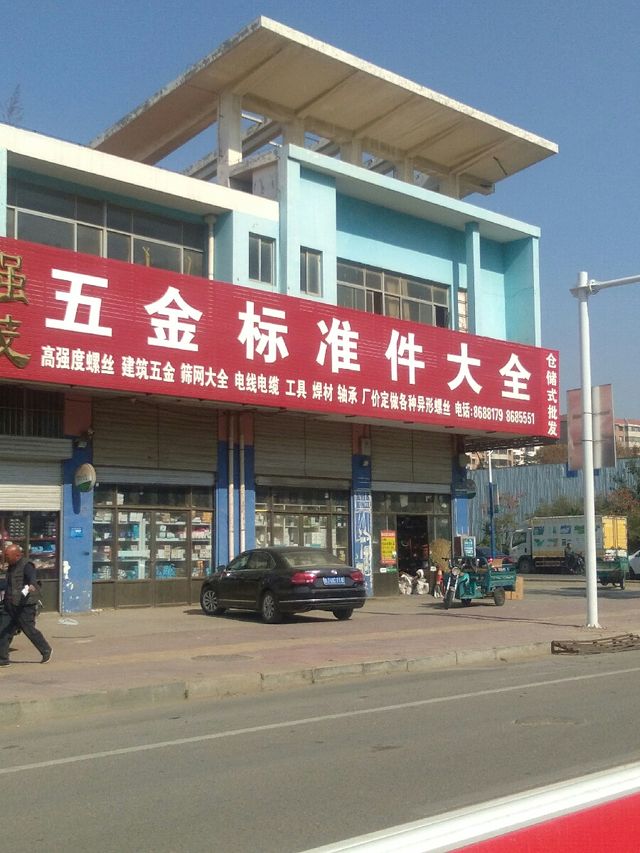 强
技
五金标准件大全
高强度螺丝 建筑五金 筛网大全 电线电缆 工具 焊材 轴承 厂价定做各种异形螺丝 电话:8688179 8685551
仓储式批发